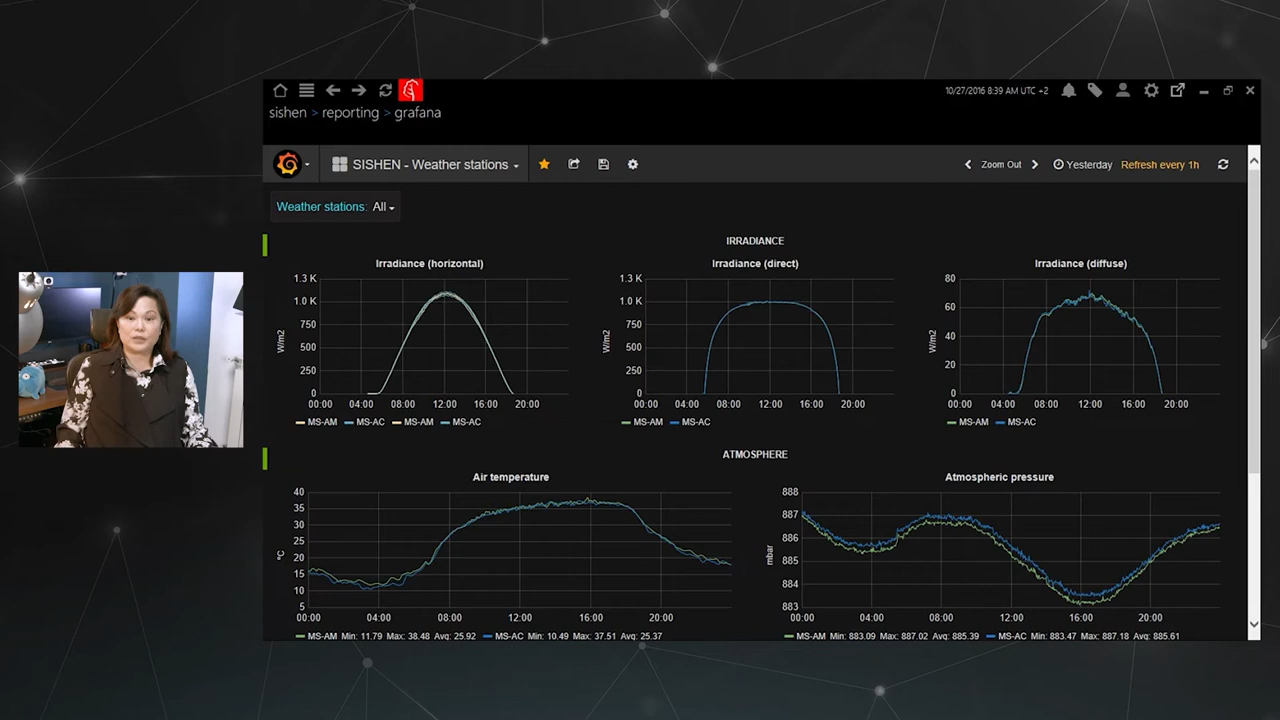 10/27/2016 8:39 AM UTC +2
sishen > reporting > grafana
SISHEN - Weather stations
Zoom Out
Yesterday
Refresh every 1h
Weather stations: All
IRRADIANCE
Irradiance (horizontal)
1.3 K
1.0 K
750
500
250
0
W/m2
00:00 04:00 08:00 12:00 16:00 20:00
MS-AM MS-AC MS-AM MS-AC
Irradiance (direct)
1.3 K
1.0 K
750
500
250
0
W/m2
00:00 04:00 08:00 12:00 16:00 20:00
MS-AM MS-AC
Irradiance (diffuse)
80
60
40
20
0
W/m2
00:00 04:00 08:00 12:00 16:00 20:00
MS-AM MS-AC
ATMOSPHERE
Air temperature
40
35
30
25
20
15
10
5
°C
00:00 04:00 08:00 12:00 16:00 20:00
MS-AM Min: 11.79 Max: 38.48 Avg: 25.92 MS-AC Min: 10.49 Max: 37.51 Avg: 25.37
Atmospheric pressure
888
887
886
885
884
883
mbar
00:00 04:00 08:00 12:00 16:00 20:00
MS-AM Min: 883.09 Max: 887.02 Avg: 885.39 MS-AC Min: 883.47 Max: 887.18 Avg: 885.61